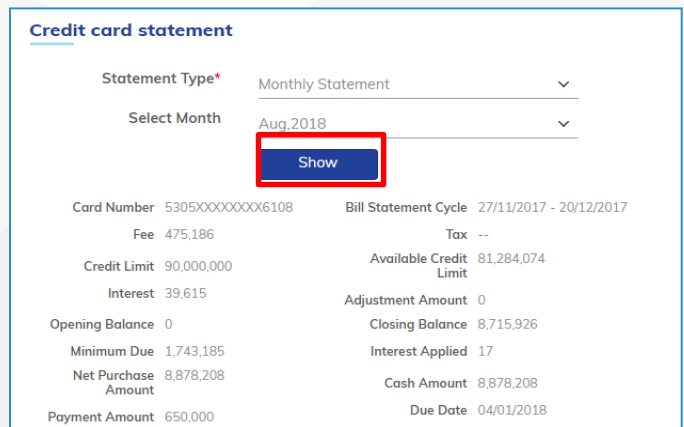 Credit card statement
Statement Type* Monthly Statement
Select Month Aug,2018
Show
Card Number 5305XXXXXXXX6108 Bill Statement Cycle 27/11/2017 - 20/12/2017
Fee 475,186 Tax --
Credit Limit 90,000,000 Available Credit Limit 81,284,074
Interest 39,615 Adjustment Amount 0
Opening Balance 0 Closing Balance 8,715,926
Minimum Due 1,743,185 Interest Applied 17
Net Purchase Amount 8,878,208 Cash Amount 8,878,208
Payment Amount 650,000 Due Date 04/01/2018